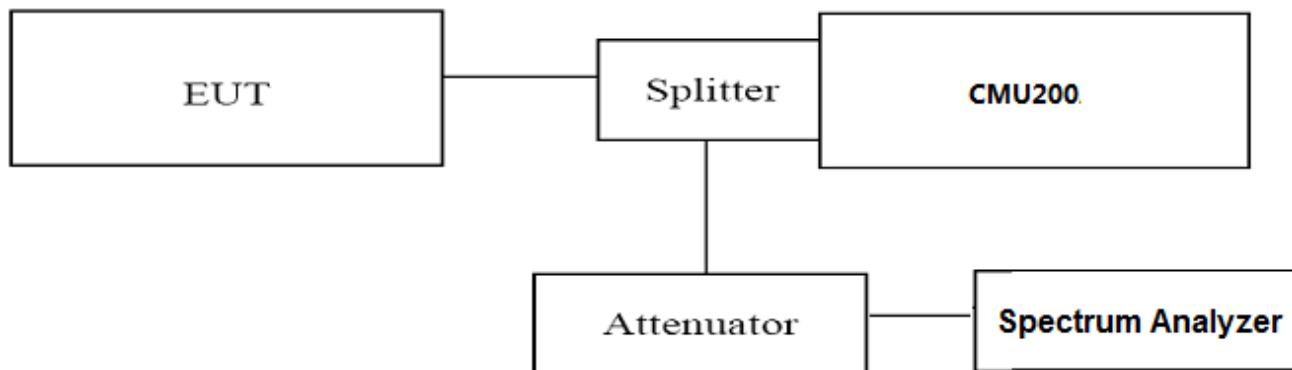 EUT
Splitter
CMU200
Attenuator
Spectrum Analyzer